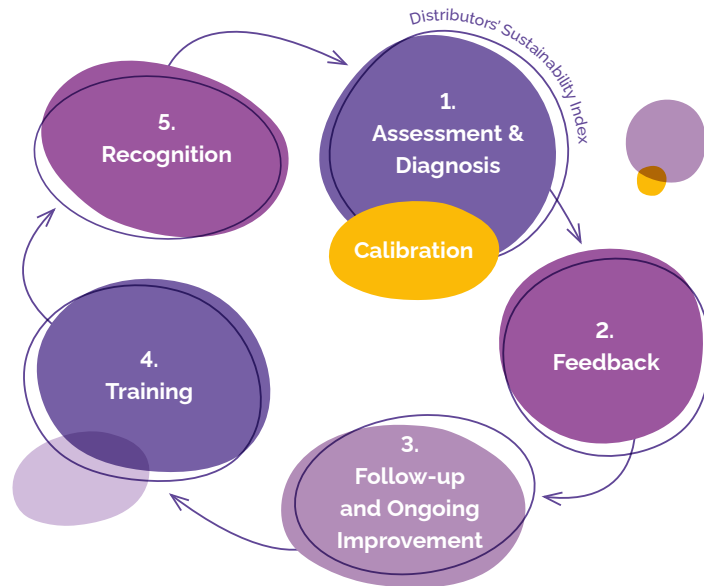 Distributors' Sustainability Index
1.
Assessment &
Diagnosis
Calibration
2.
Feedback
3.
Follow-up
and Ongoing
Improvement
4.
Training
5.
Recognition